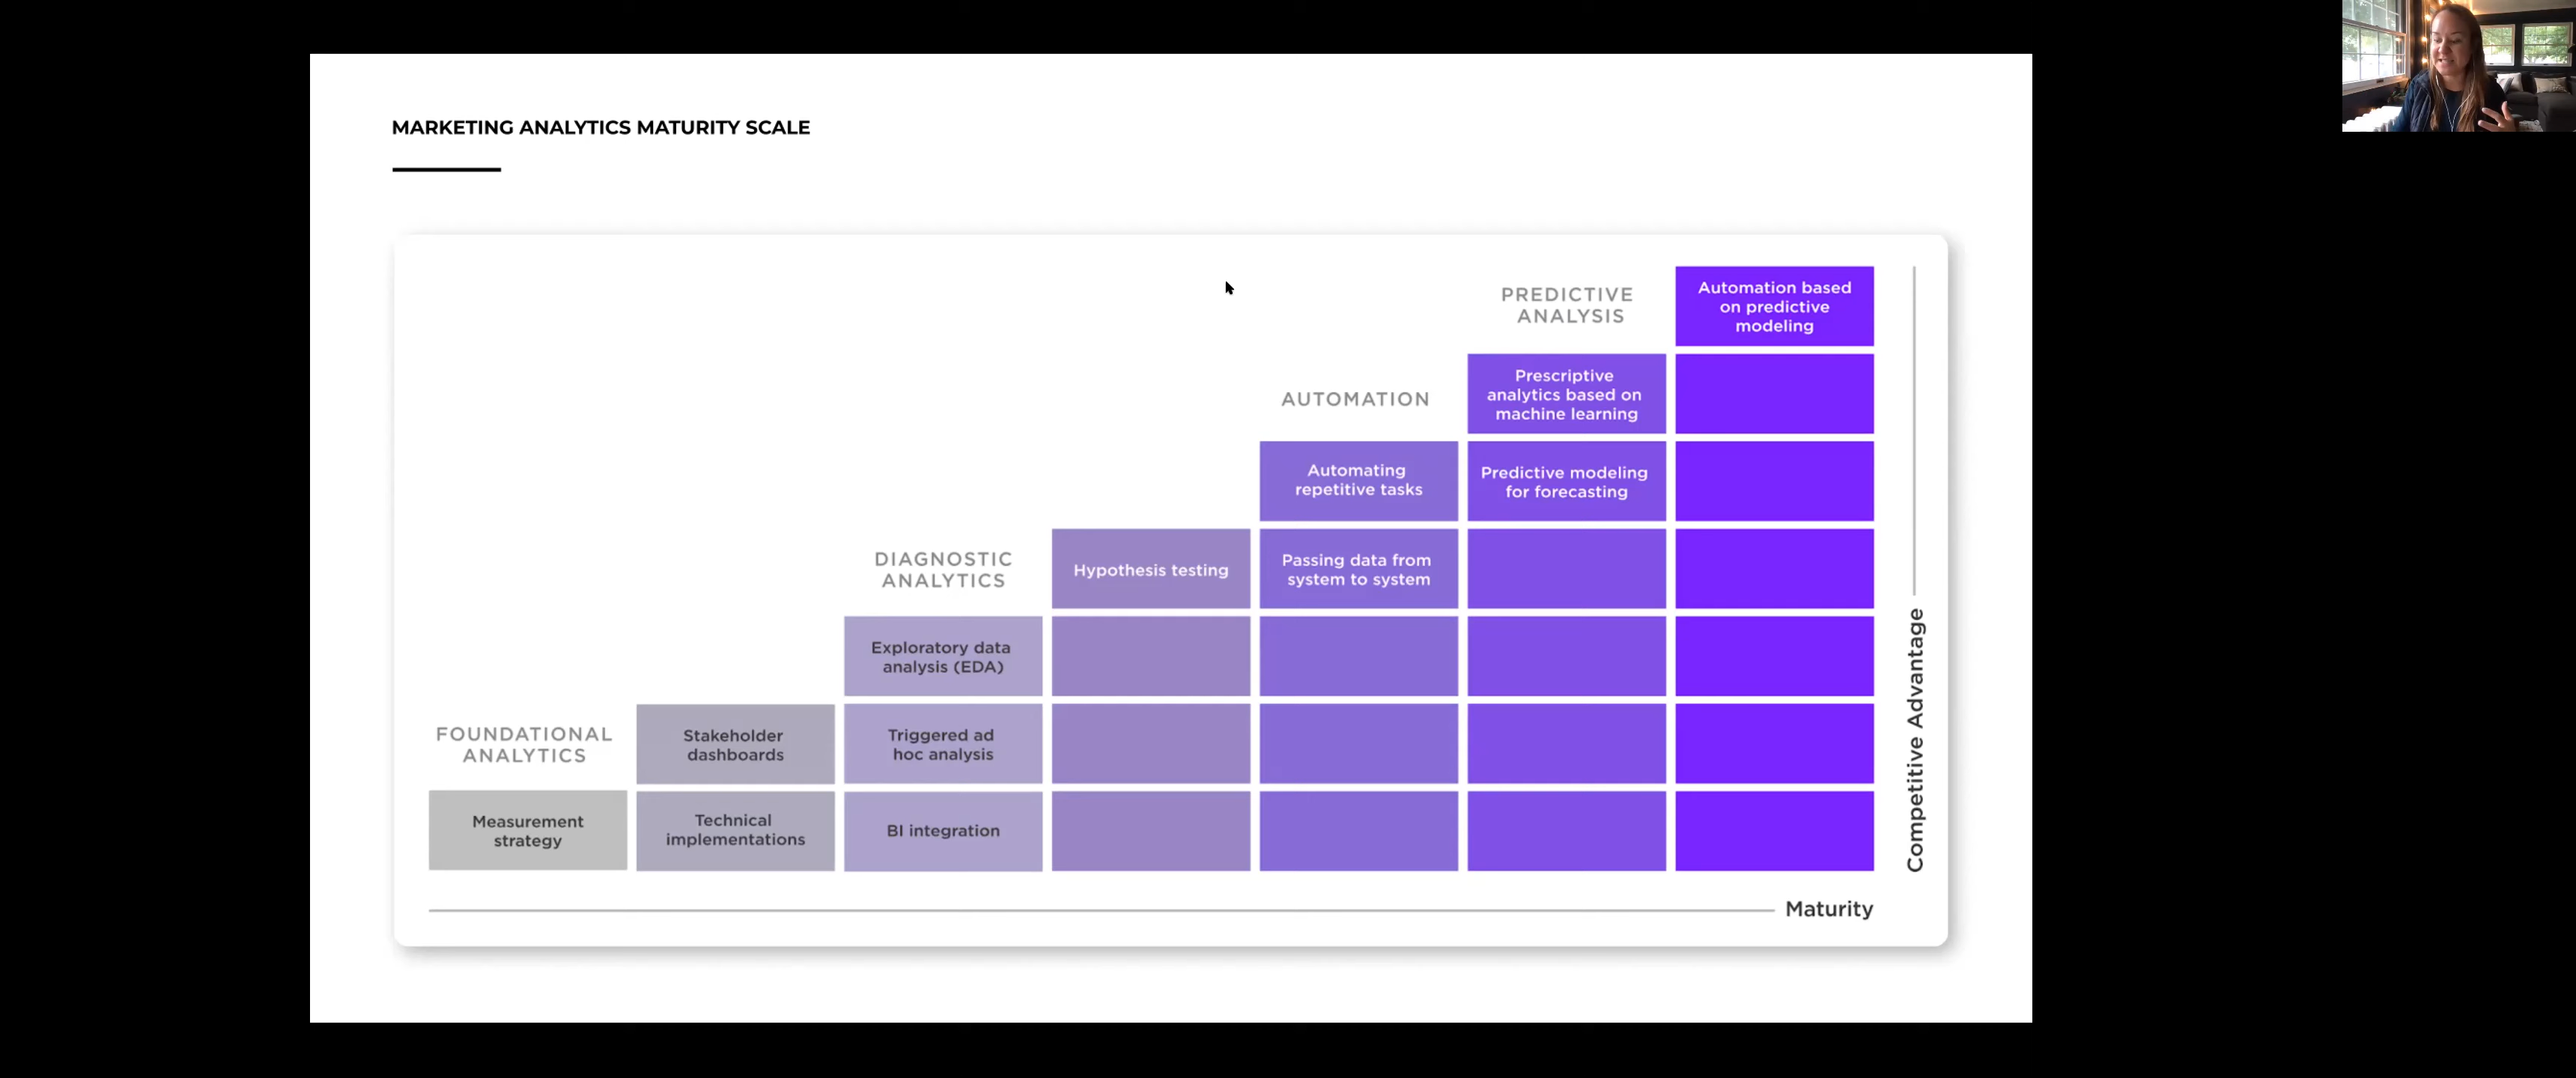 MARKETING ANALYTICS MATURITY SCALE
PREDICTIVE
ANALYSIS
Automation based
on predictive
modeling
AUTOMATION
Prescriptive
analytics based on
machine learning
Automating
repetitive tasks
Predictive modeling
for forecasting
DIAGNOSTIC
ANALYTICS
Hypothesis testing
Passing data from
system to system
Exploratory data
analysis (EDA)
FOUNDATIONAL
ANALYTICS
Stakeholder
dashboards
Triggered ad
hoc analysis
Measurement
strategy
Technical
implementations
BI integration
Competitive Advantage
Maturity